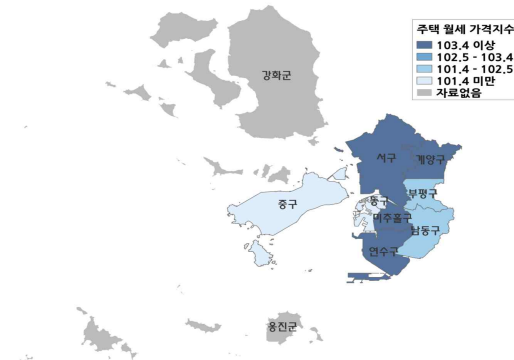 주택 월세 가격지수
103.4 이상
102.5 - 103.4
101.4 - 102.5
101.4 미만
자료없음
강화군
서구
계양구
부평구
중구
동구
미추홀구
남동구
연수구
옹진군